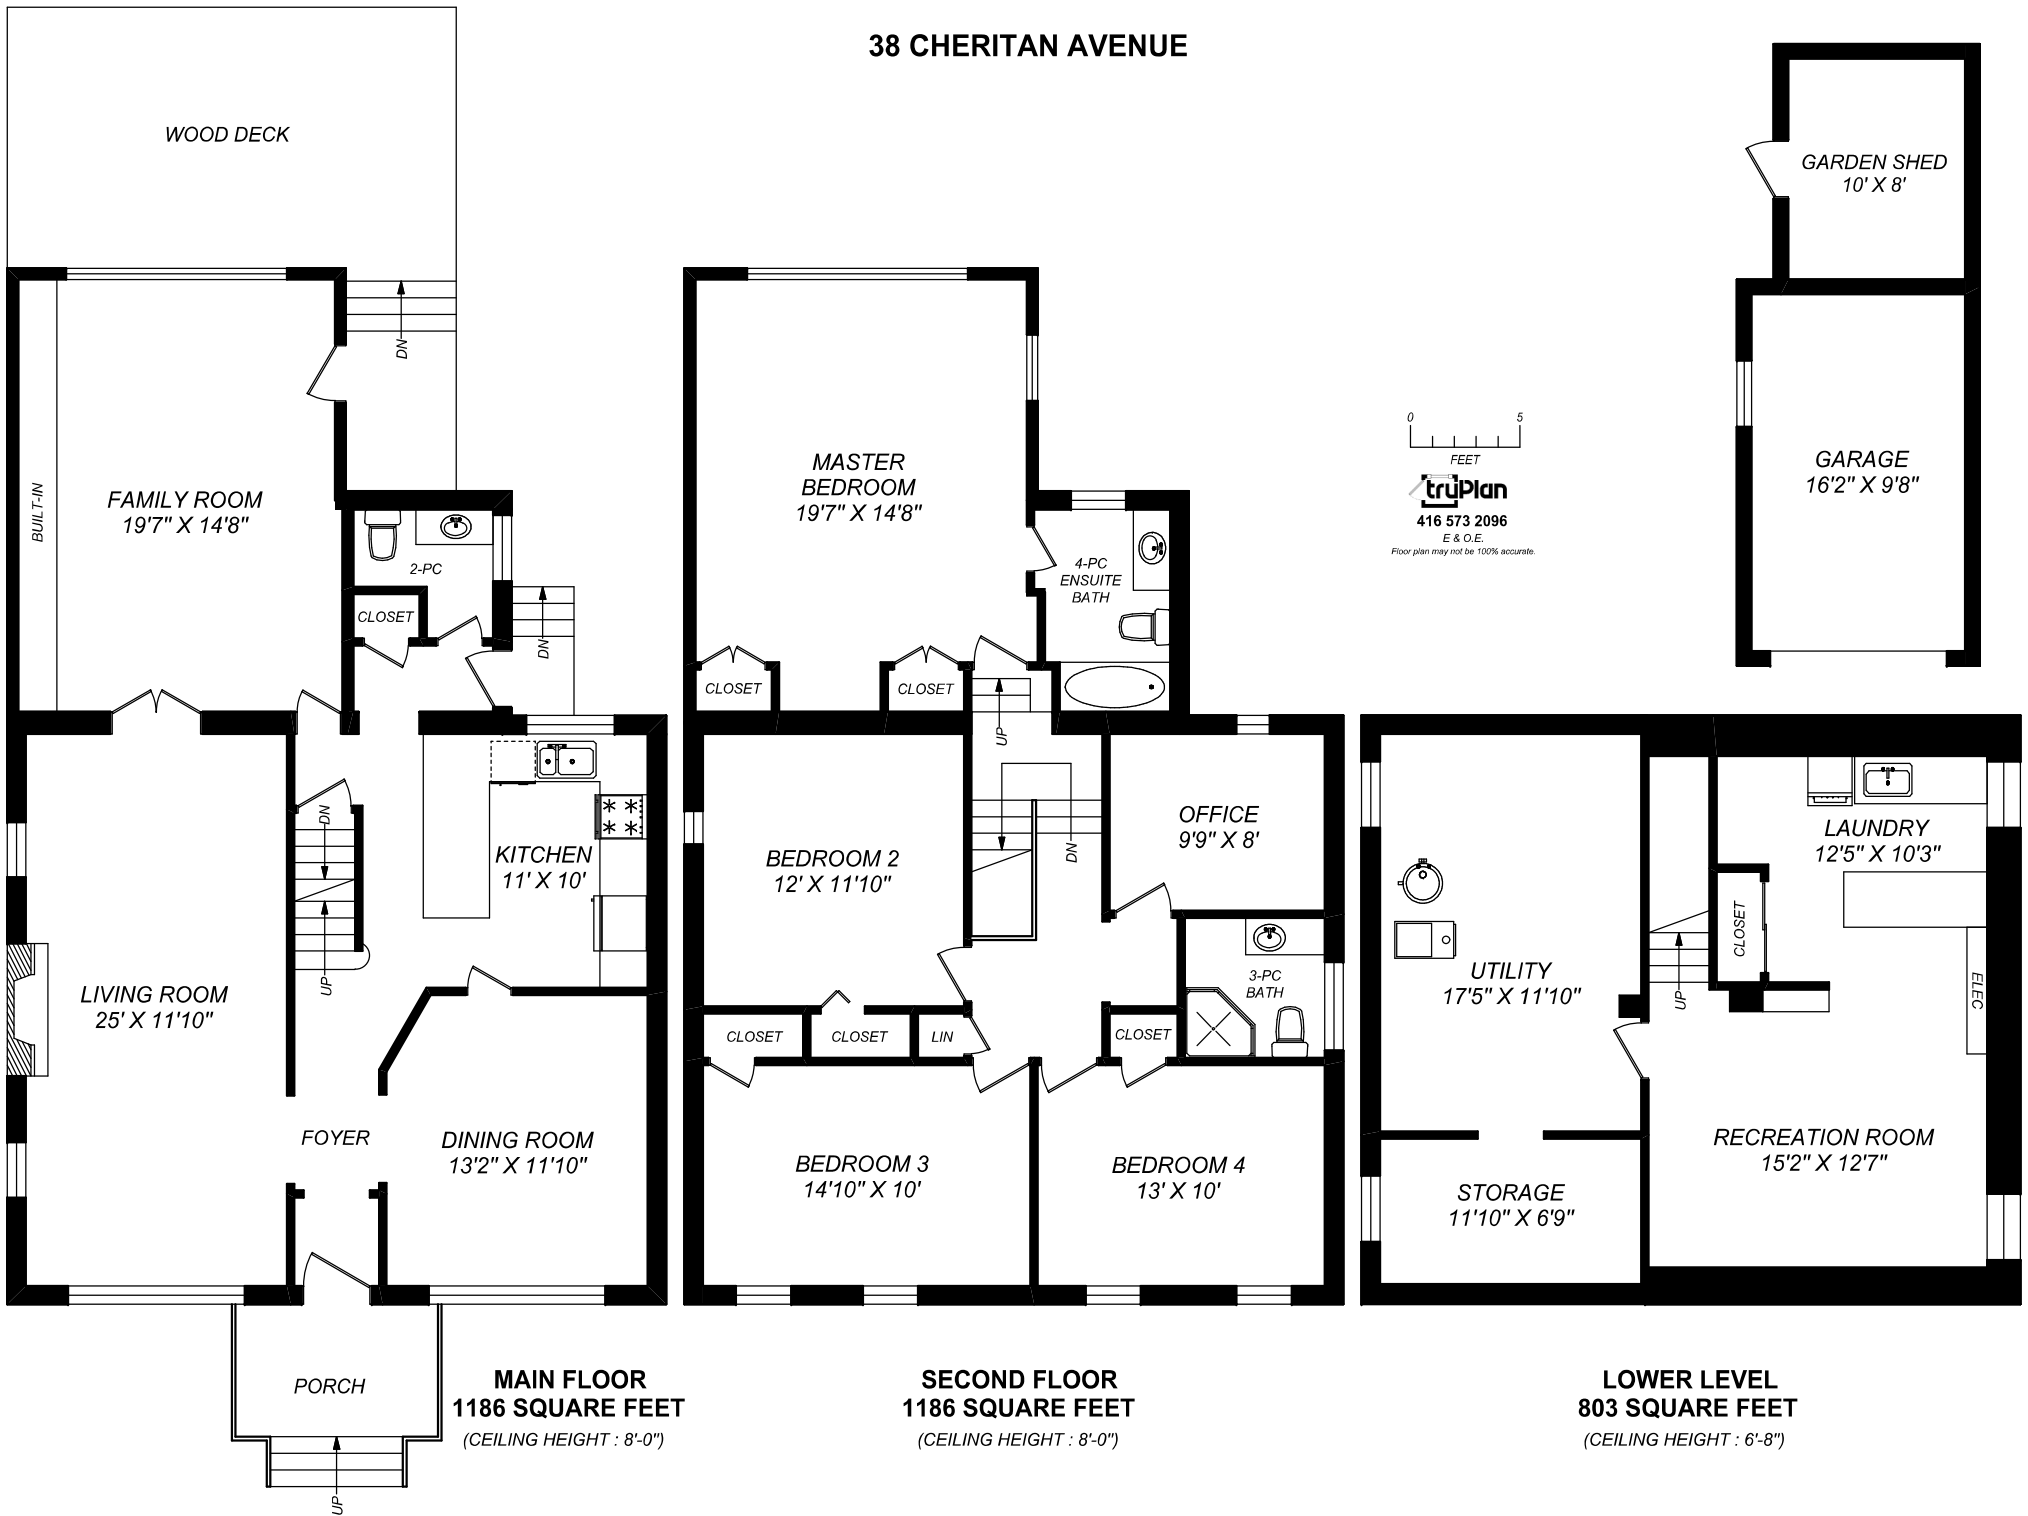 38 CHERITAN AVENUE
WOOD DECK
BUILT-IN
FAMILY ROOM
19'7" X 14'8"
DN
2-PC
CLOSET
DN
DN
UP
KITCHEN
11' X 10'
LIVING ROOM
25' X 11'10"
FOYER
DINING ROOM
13'2" X 11'10"
PORCH
UP
MAIN FLOOR
1186 SQUARE FEET
(CEILING HEIGHT : 8'-0")
MASTER
BEDROOM
19'7" X 14'8"
4-PC
ENSUITE
BATH
CLOSET
CLOSET
UP
DN
BEDROOM 2
12' X 11'10"
OFFICE
9'9" X 8'
3-PC
BATH
CLOSET
CLOSET
LIN
CLOSET
BEDROOM 3
14'10" X 10'
BEDROOM 4
13' X 10'
SECOND FLOOR
1186 SQUARE FEET
(CEILING HEIGHT : 8'-0")
0 5
FEET
truPlan
416 573 2096
E & O.E.
Floor plan may not be 100% accurate.
GARDEN SHED
10' X 8'
GARAGE
16'2" X 9'8"
LAUNDRY
12'5" X 10'3"
CLOSET
ELEC
UTILITY
17'5" X 11'10"
UP
RECREATION ROOM
15'2" X 12'7"
STORAGE
11'10" X 6'9"
LOWER LEVEL
803 SQUARE FEET
(CEILING HEIGHT : 6'-8")